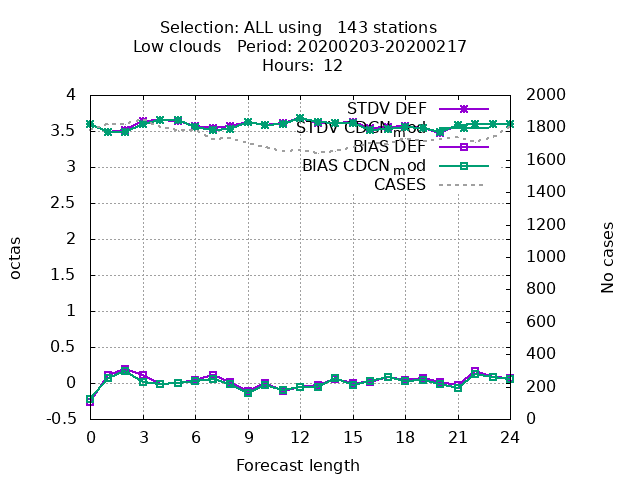 Selection: ALL using   143 stations
Low clouds   Period: 20200203-20200217
Hours:  12
STDV DEF
STDV CDCN_mod
BIAS DEF
BIAS CDCN_mod
CASES
4
3.5
3
2.5
2
1.5
1
0.5
0
-0.5
2000
1800
1600
1400
1200
1000
800
600
400
200
0
octas
No cases
0 3 6 9 12 15 18 21 24
Forecast length